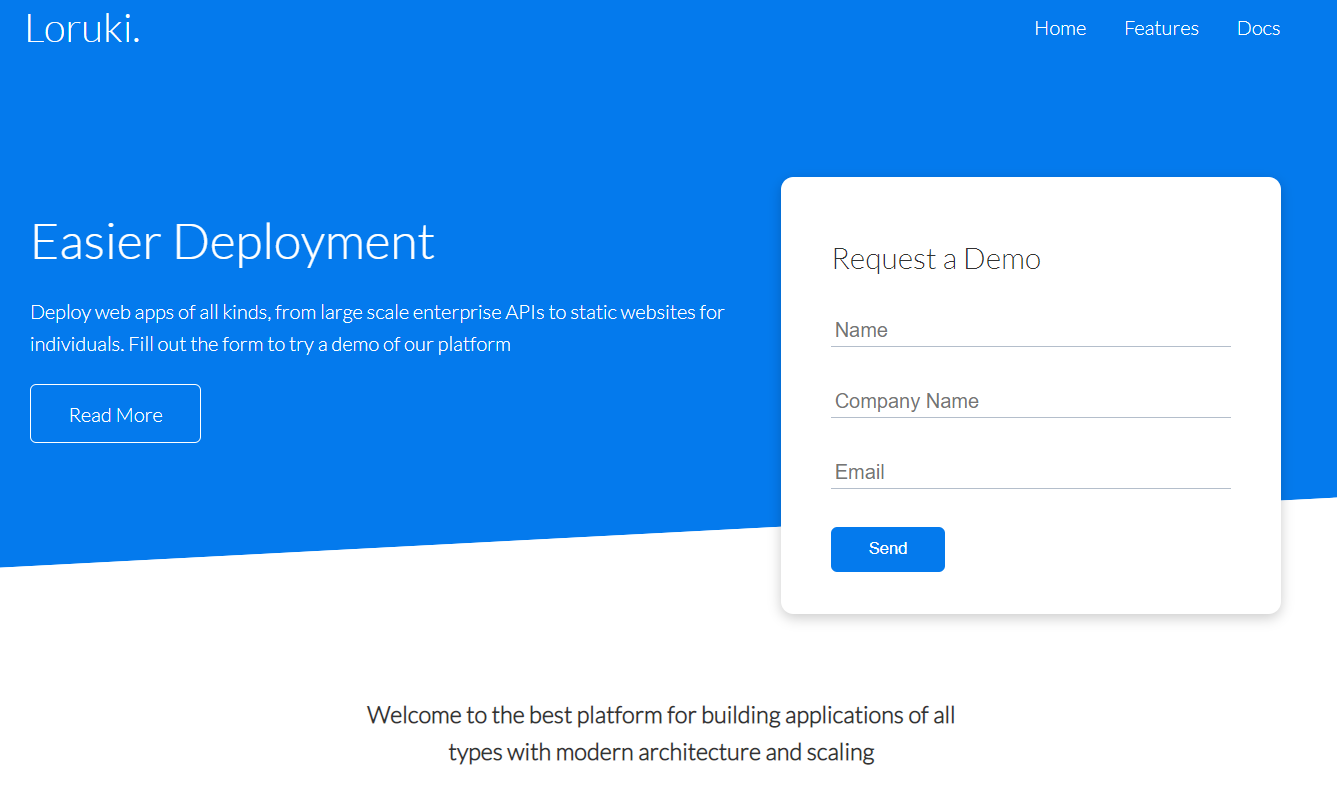 Loruki.
Home Features Docs
Easier Deployment
Deploy web apps of all kinds, from large scale enterprise APIs to static websites for
individuals. Fill out the form to try a demo of our platform
Read More
Request a Demo
Name
Company Name
Email
Send
Welcome to the best platform for building applications of all
types with modern architecture and scaling